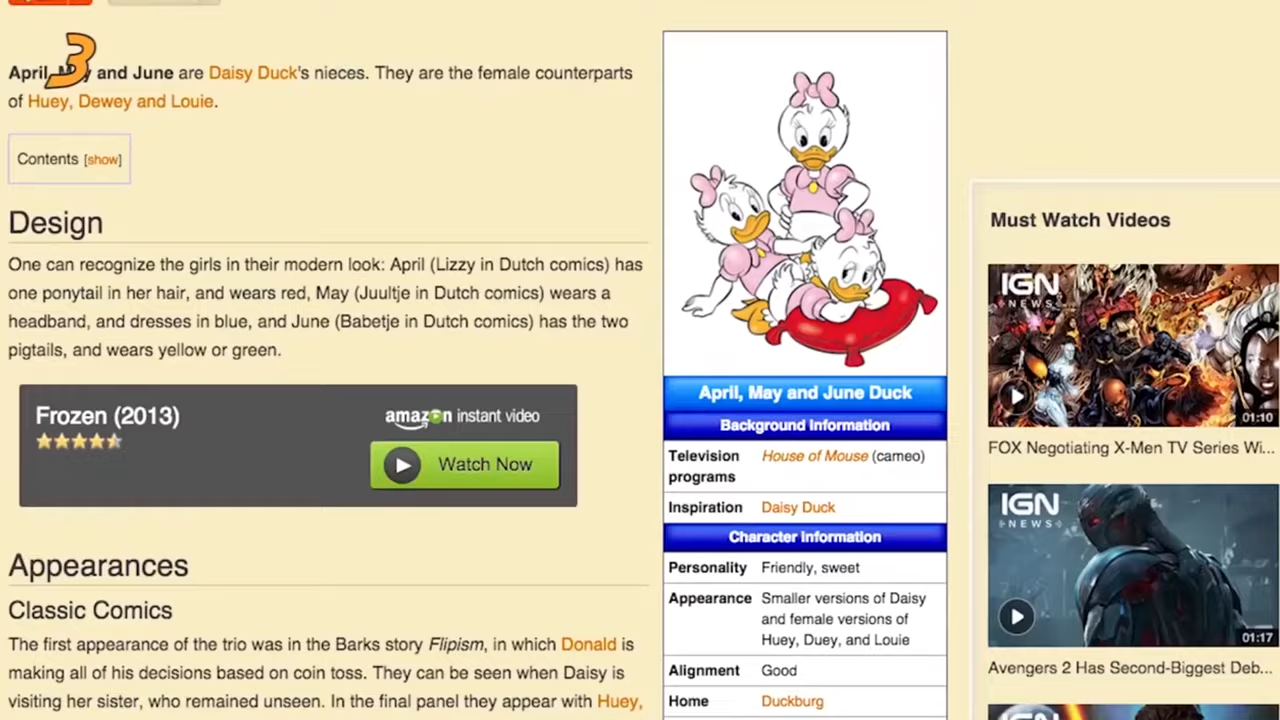 3
April, May and June are Daisy Duck's nieces. They are the female counterparts
of Huey, Dewey and Louie.
Contents [show]
Design
One can recognize the girls in their modern look: April (Lizzy in Dutch comics) has
one ponytail in her hair, and wears red, May (Juultje in Dutch comics) wears a
headband, and dresses in blue, and June (Babetje in Dutch comics) has the two
pigtails, and wears yellow or green.
Frozen (2013)
amazon instant video
Watch Now
Appearances
Classic Comics
The first appearance of the trio was in the Barks story Flipism, in which Donald is
making all of his decisions based on coin toss. They can be seen when Daisy is
visiting her sister, who remained unseen. In the final panel they appear with Huey,
April, May and June Duck
Background Information
Television programs House of Mouse (cameo)
Inspiration Daisy Duck
Character Information
Personality Friendly, sweet
Appearance Smaller versions of Daisy
and female versions of
Huey, Duey, and Louie
Alignment Good
Home Duckburg
Must Watch Videos
IGN
NEWS
01:10
FOX Negotiating X-Men TV Series Wi...
IGN
NEWS
01:17
Avengers 2 Has Second-Biggest Deb...
IGN